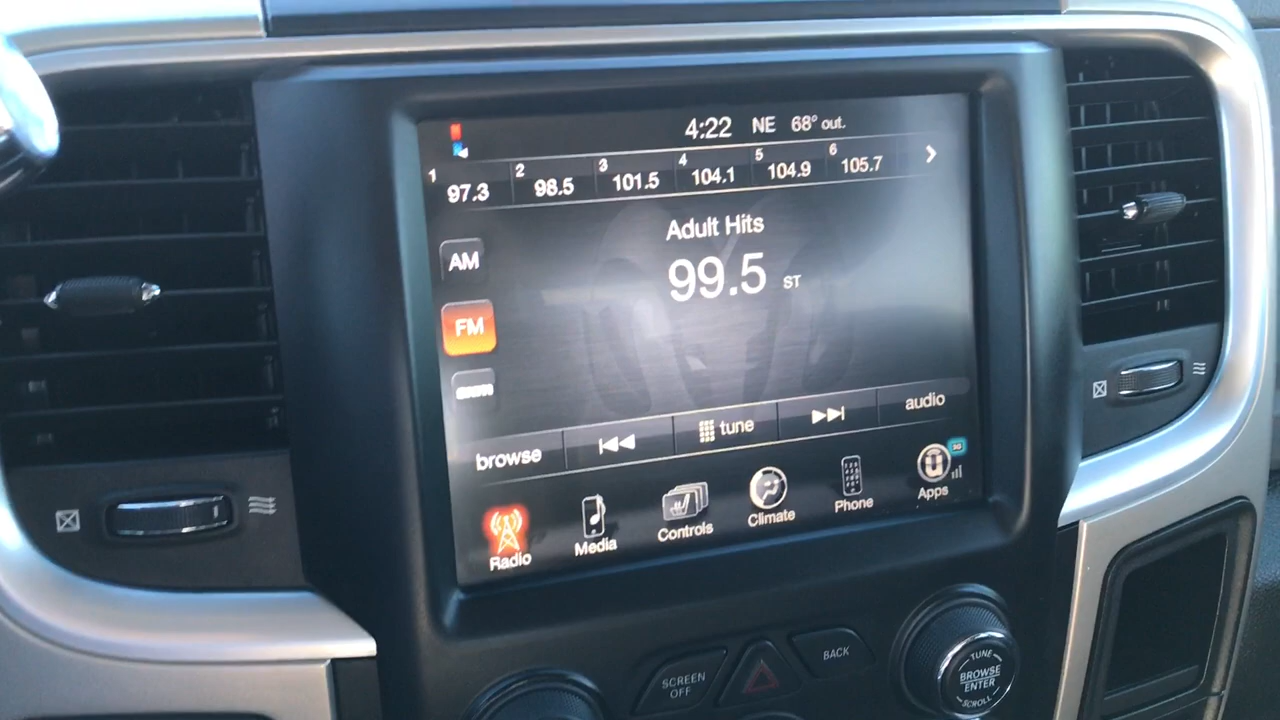 4:22 NE 68° out.
1 97.3 2 98.5 3 101.5 4 104.1 5 104.9 6 105.7
Adult Hits
99.5 ST
AM
FM
browse tune audio
Radio Media Controls Climate Phone Apps
3G
SCREEN OFF
BACK
TUNE
BROWSE
ENTER
SCROLL